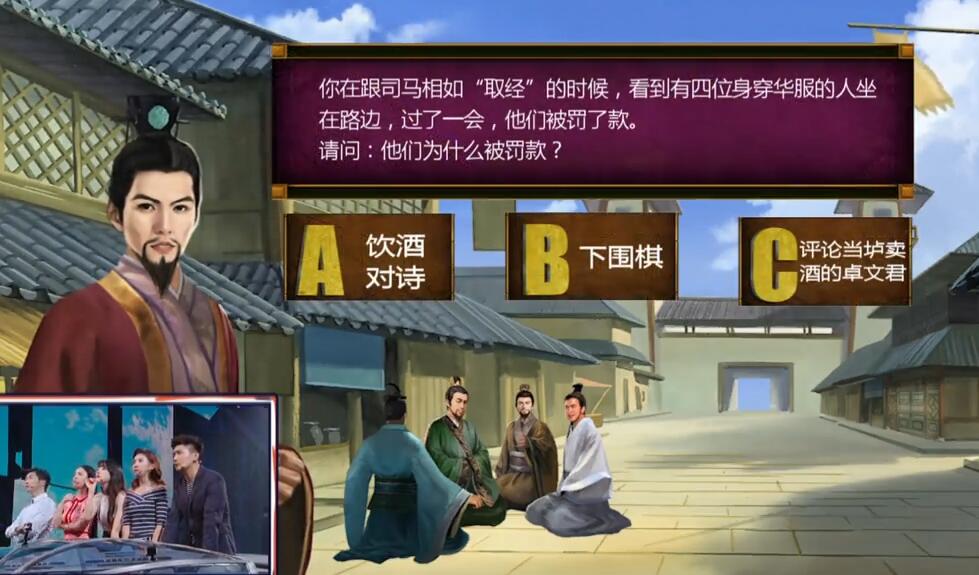 你在跟司马相如“取经”的时候，看到有四位身穿华服的人坐
在路边，过了一会，他们被罚了款。
请问：他们为什么被罚款？
A 饮酒
对诗
B 下围棋
C 评论当垆卖
酒的卓文君